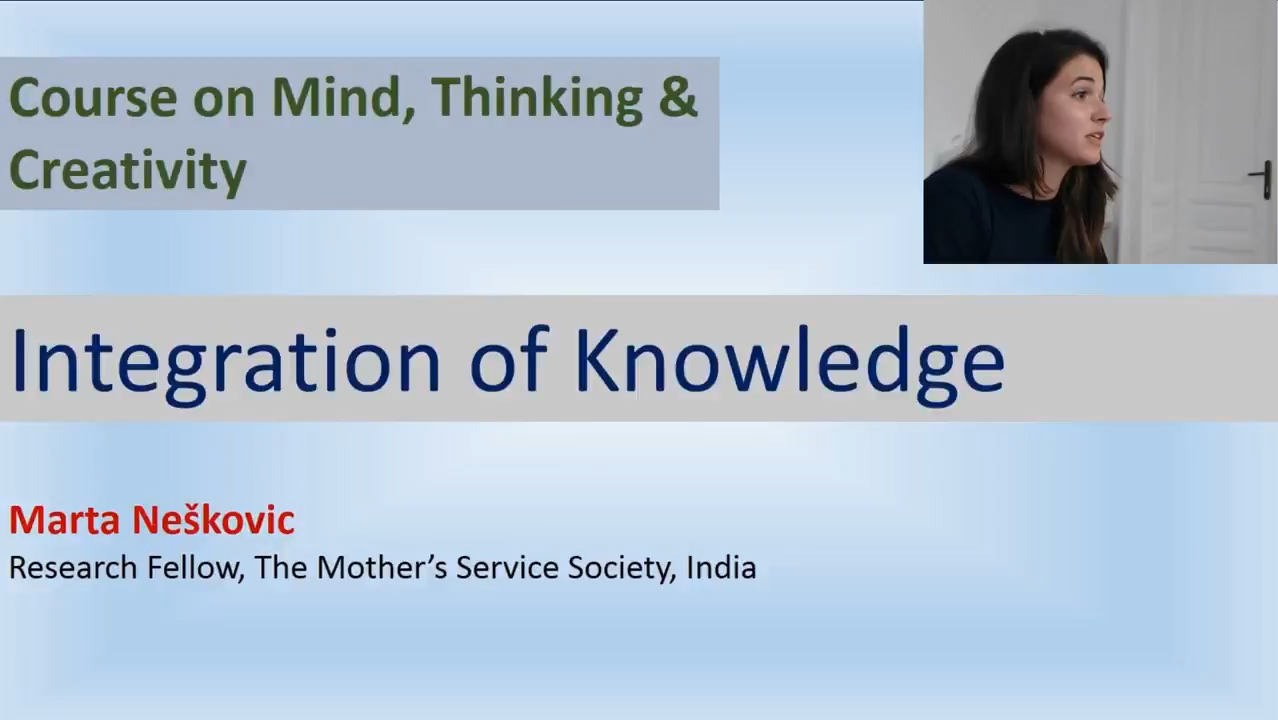 Course on Mind, Thinking &
Creativity
Integration of Knowledge
Marta Neškovic
Research Fellow, The Mother’s Service Society, India